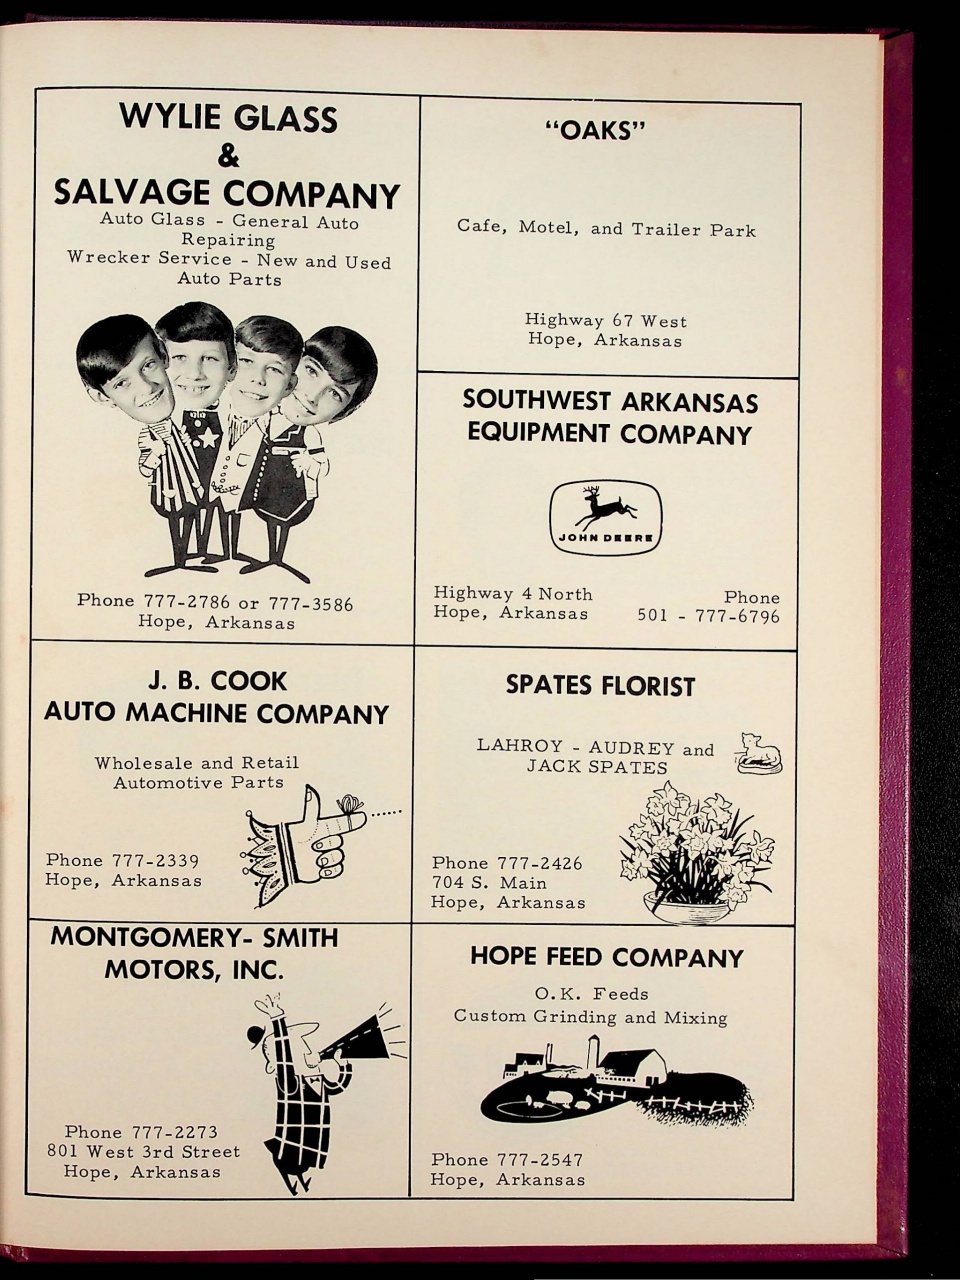 WYLIE GLASS
&
SALVAGE COMPANY
Auto Glass - General Auto
Repairing
Wrecker Service - New and Used
Auto Parts
Phone 777-2786 or 777-3586
Hope, Arkansas
"OAKS"
Cafe, Motel, and Trailer Park
Highway 67 West
Hope, Arkansas
SOUTHWEST ARKANSAS
EQUIPMENT COMPANY
JOHN DEERE
Highway 4 North
Hope, Arkansas
Phone
501 - 777-6796
J. B. COOK
AUTO MACHINE COMPANY
Wholesale and Retail
Automotive Parts
Phone 777-2339
Hope, Arkansas
SPATES FLORIST
LAHROY - AUDREY and
JACK SPATES
Phone 777-2426
704 S. Main
Hope, Arkansas
MONTGOMERY- SMITH
MOTORS, INC.
Phone 777-2273
801 West 3rd Street
Hope, Arkansas
HOPE FEED COMPANY
O.K. Feeds
Custom Grinding and Mixing
Phone 777-2547
Hope, Arkansas